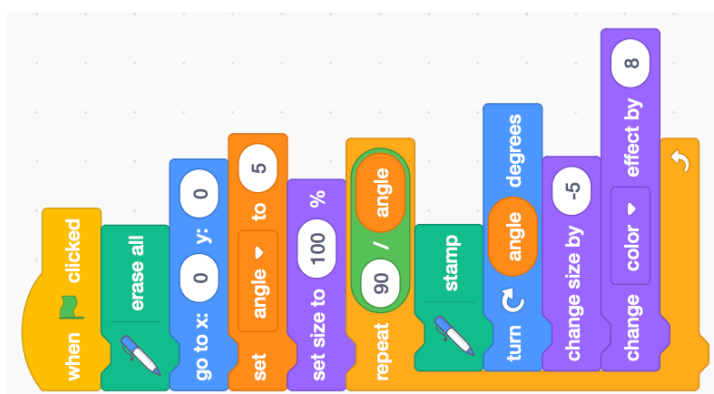 when clicked
erase all
go to x: 0 y: 0
set angle to 5
set size to 100 %
repeat 90 / angle
stamp
turn angle degrees
change size by -5
change color effect by 8